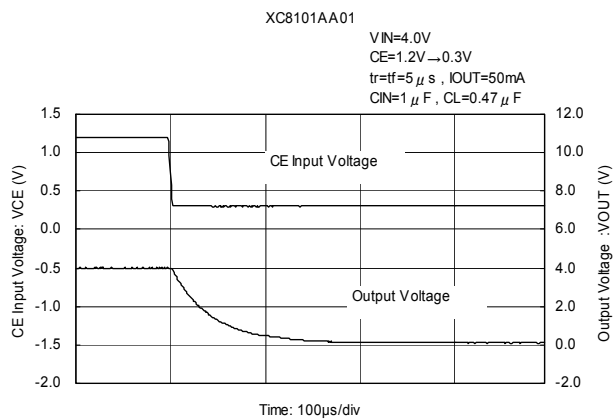 XC8101AA01
VIN=4.0V
CE=1.2V→0.3V
tr=tf=5μs, IOUT=50mA
CIN=1μF, CL=0.47μF
CE Input Voltage: VCE (V)
1.5
1.0
0.5
0.0
-0.5
-1.0
-1.5
-2.0
CE Input Voltage
Output Voltage
12.0
10.0
8.0
6.0
4.0
2.0
0.0
-2.0
Output Voltage :VOUT (V)
Time: 100μs/div